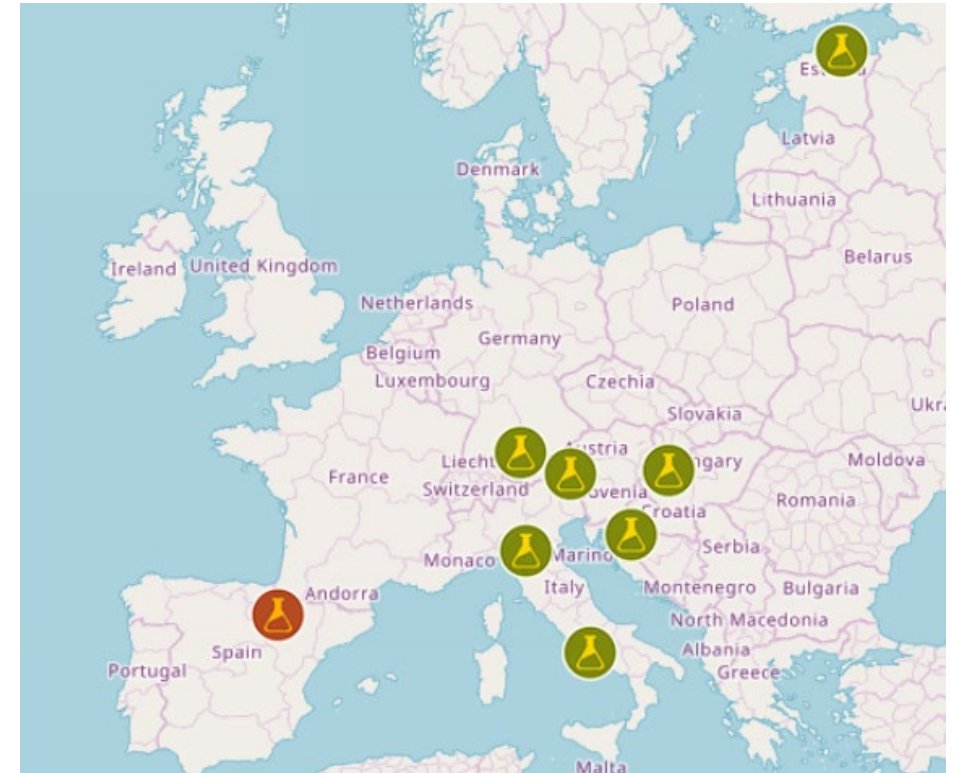 Latvia
Denmark
Lithuania
Belarus
Ireland
United Kingdom
Netherlands
Poland
Germany
Belgium
Luxembourg
Czechia
Slovakia
Ukr
Austria
Liecht
ngary
Moldova
France
Switzerland
ovenia
Romania
Croatia
Serbia
Monaco
Marino
Italy
Montenegro
Bulgaria
Andorra
North Macedonia
Spain
Albania
Portugal
Greece
Malta